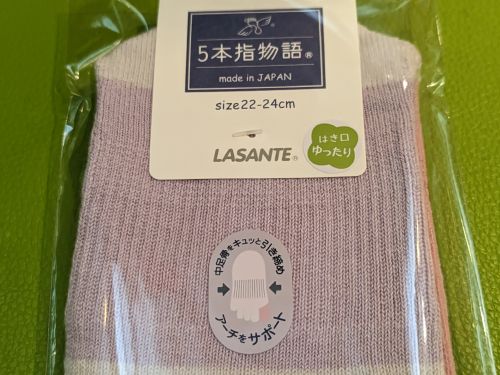 5本指物語®
made in JAPAN
size22-24cm
LASANTE®
はき口
ゆったり
中足骨をキュッと引き締め
アーチをサポート